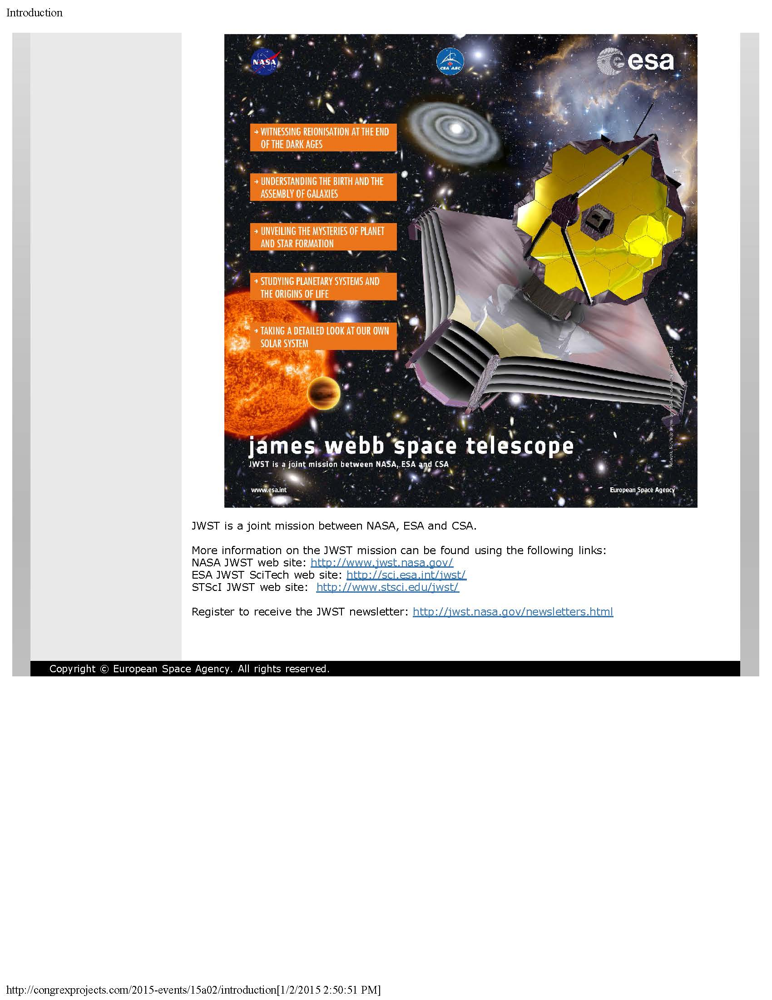 Introduction
NASA
CSA ASC
esa
→ WITNESSING REIONISATION AT THE END
OF THE DARK AGES
→ UNDERSTANDING THE BIRTH AND THE
ASSEMBLY OF GALAXIES
→ UNVEILING THE MYSTERIES OF PLANET
AND STAR FORMATION
→ STUDYING PLANETARY SYSTEMS AND
THE ORIGINS OF LIFE
→ TAKING A DETAILED LOOK AT OUR OWN
SOLAR SYSTEM
james webb space telescope
JWST is a joint mission between NASA, ESA and CSA
www.esa.int
European Space Agency
JWST is a joint mission between NASA, ESA and CSA.
More information on the JWST mission can be found using the following links:
NASA JWST web site: http://www.jwst.nasa.gov/
ESA JWST SciTech web site: http://sci.esa.int/jwst/
STScI JWST web site: http://www.stsci.edu/jwst/
Register to receive the JWST newsletter: http://jwst.nasa.gov/newsletters.html
Copyright © European Space Agency. All rights reserved.
http://congrexprojects.com/2015-events/15a02/introduction[1/2/2015 2:50:51 PM]